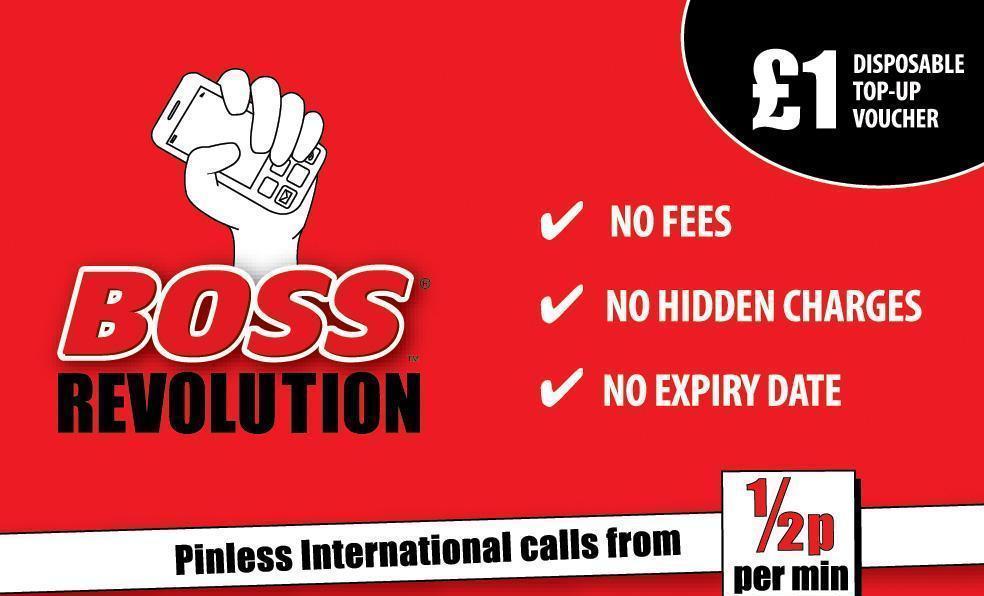 £1
DISPOSABLE
TOP-UP
VOUCHER
✔ NO FEES
✔ NO HIDDEN CHARGES
✔ NO EXPIRY DATE
BOSS®
™
REVOLUTION
Pinless International calls from
½p
per min